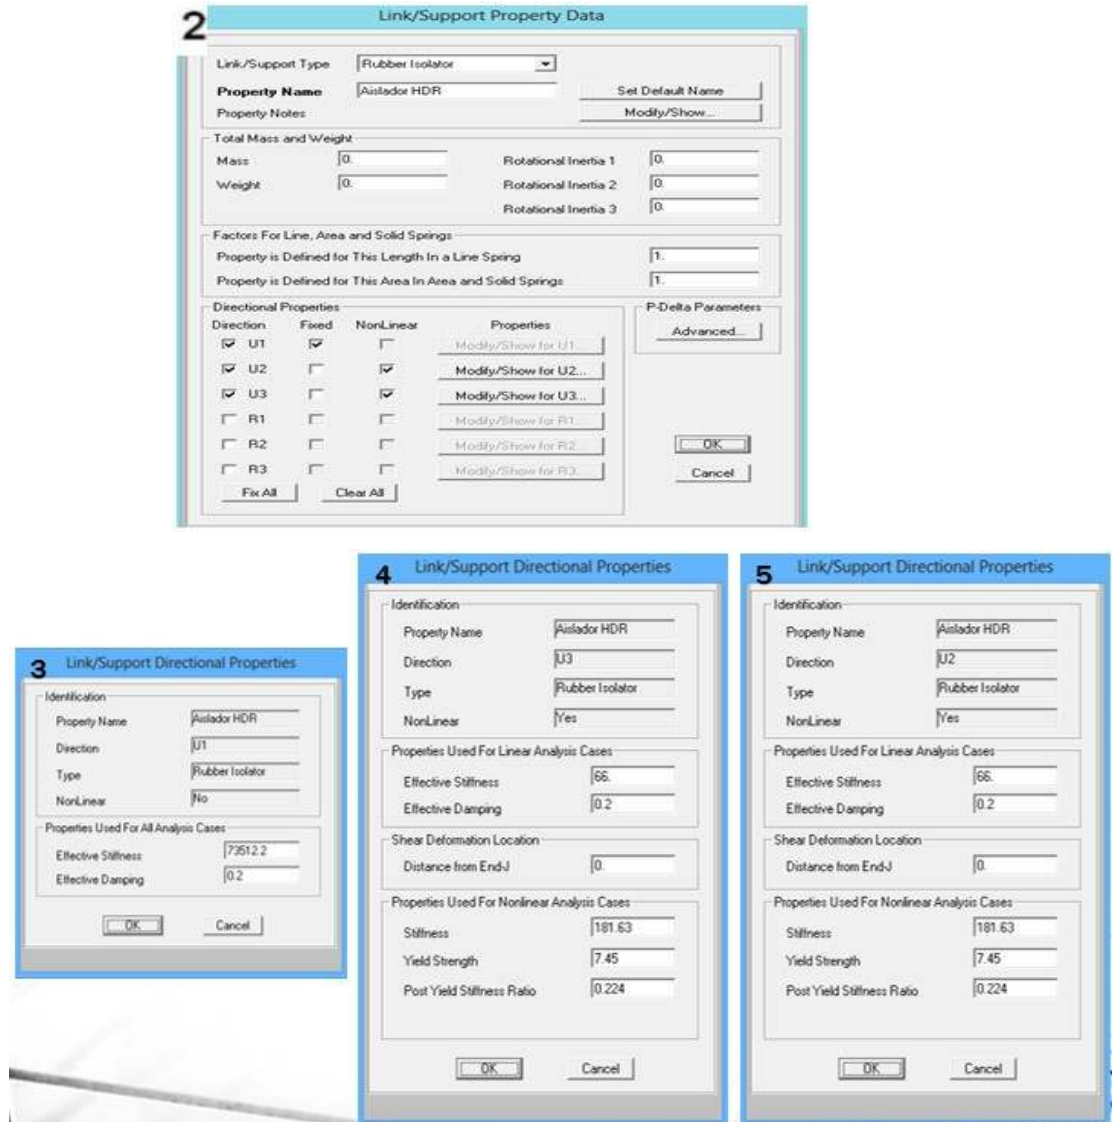 2
Link/Support Property Data
Link/Support Type Rubber Isolator
Property Name Aislador HDR Set Default Name
Property Notes Modify/Show...
Total Mass and Weight
Mass 0. Rotational Inertia 1 0.
Weight 0. Rotational Inertia 2 0.
Rotational Inertia 3 0.
Factors For Line, Area and Solid Springs
Property is Defined for This Length In a Line Spring 1.
Property is Defined for This Area In Area and Solid Springs 1.
Directional Properties P-Delta Parameters
Direction Fixed NonLinear Properties Advanced...
U1 Modify/Show for U1...
U2 Modify/Show for U2...
U3 Modify/Show for U3...
R1 Modify/Show for R1...
R2 Modify/Show for R2... OK
R3 Modify/Show for R3... Cancel
Fix All Clear All
3
Link/Support Directional Properties
Identification
Property Name Aislador HDR
Direction U1
Type Rubber Isolator
NonLinear No
Properties Used For All Analysis Cases
Effective Stiffness 73512.2
Effective Damping 0.2
OK Cancel
4
Link/Support Directional Properties
Identification
Property Name Aislador HDR
Direction U3
Type Rubber Isolator
NonLinear Yes
Properties Used For Linear Analysis Cases
Effective Stiffness 66.
Effective Damping 0.2
Shear Deformation Location
Distance from End-J 0.
Properties Used For Nonlinear Analysis Cases
Stiffness 181.63
Yield Strength 7.45
Post Yield Stiffness Ratio 0.224
OK Cancel
5
Link/Support Directional Properties
Identification
Property Name Aislador HDR
Direction U2
Type Rubber Isolator
NonLinear Yes
Properties Used For Linear Analysis Cases
Effective Stiffness 66.
Effective Damping 0.2
Shear Deformation Location
Distance from End-J 0.
Properties Used For Nonlinear Analysis Cases
Stiffness 181.63
Yield Strength 7.45
Post Yield Stiffness Ratio 0.224
OK Cancel